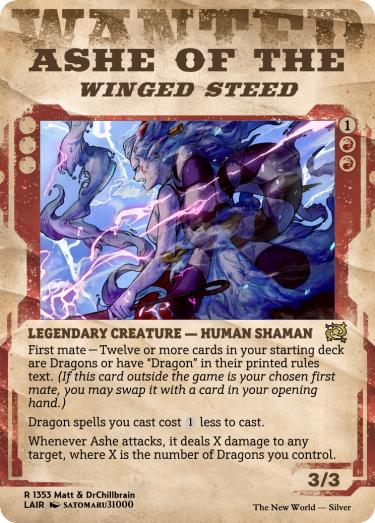 WANTED
ASHE OF THE
WINGED STEED
1
LEGENDARY CREATURE — HUMAN SHAMAN
First mate — Twelve or more cards in your starting deck
are Dragons or have “Dragon” in their printed rules
text. (If this card outside the game is your chosen first
mate, you may swap it with a card in your opening
hand.)
Dragon spells you cast cost 1 less to cast.
Whenever Ashe attacks, it deals X damage to any
target, where X is the number of Dragons you control.
3/3
R 1353 Matt & DrChillbrain
LAIR SATOMARU31000
The New World — Silver